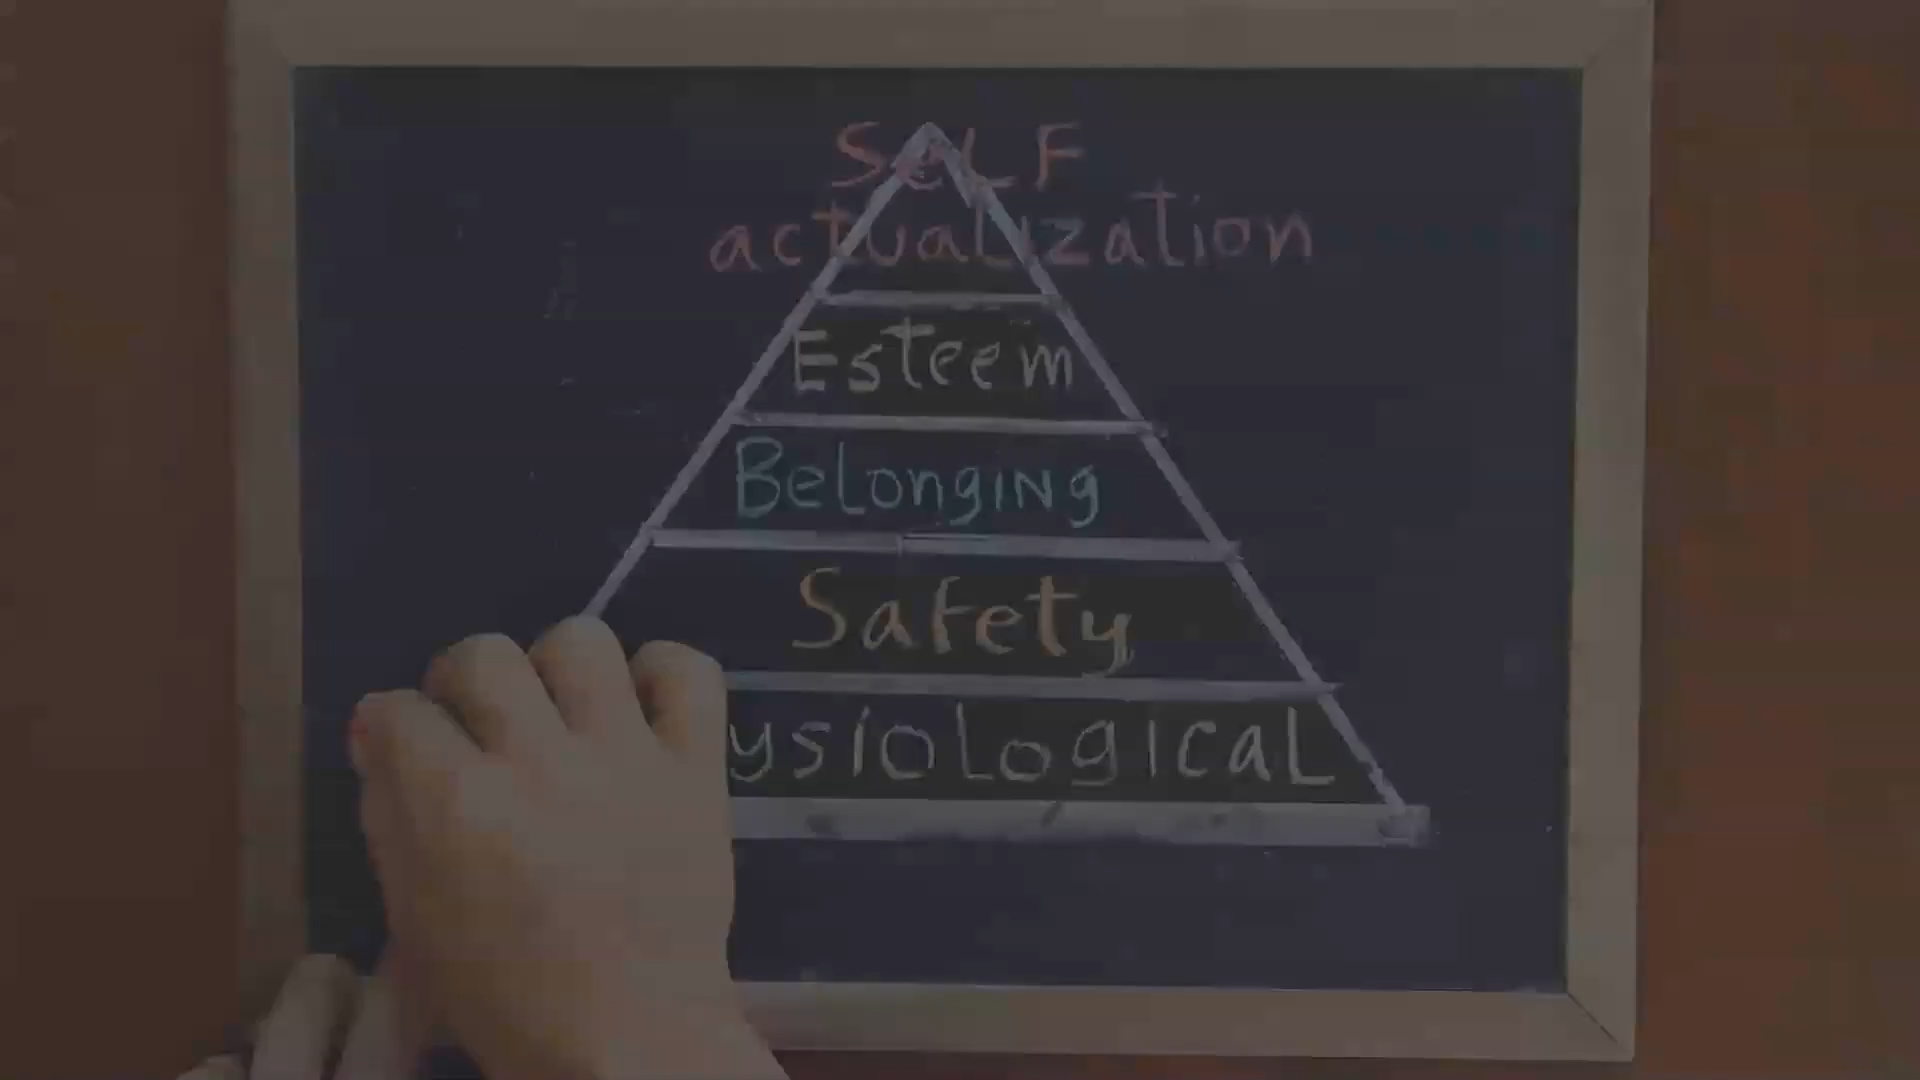 SeLF
actualization
Esteem
Belonging
Safety
ysiological